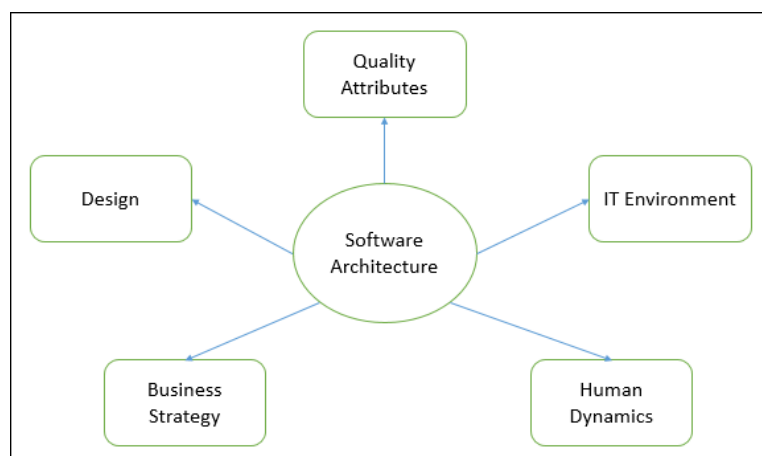 Quality
Attributes
Design
IT Environment
Software
Architecture
Business
Strategy
Human
Dynamics